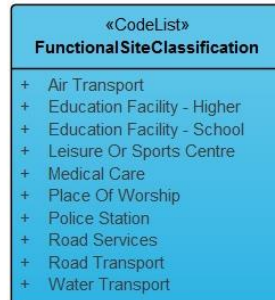 «CodeList»
FunctionalSiteClassification
+ Air Transport
+ Education Facility - Higher
+ Education Facility - School
+ Leisure Or Sports Centre
+ Medical Care
+ Place Of Worship
+ Police Station
+ Road Services
+ Road Transport
+ Water Transport